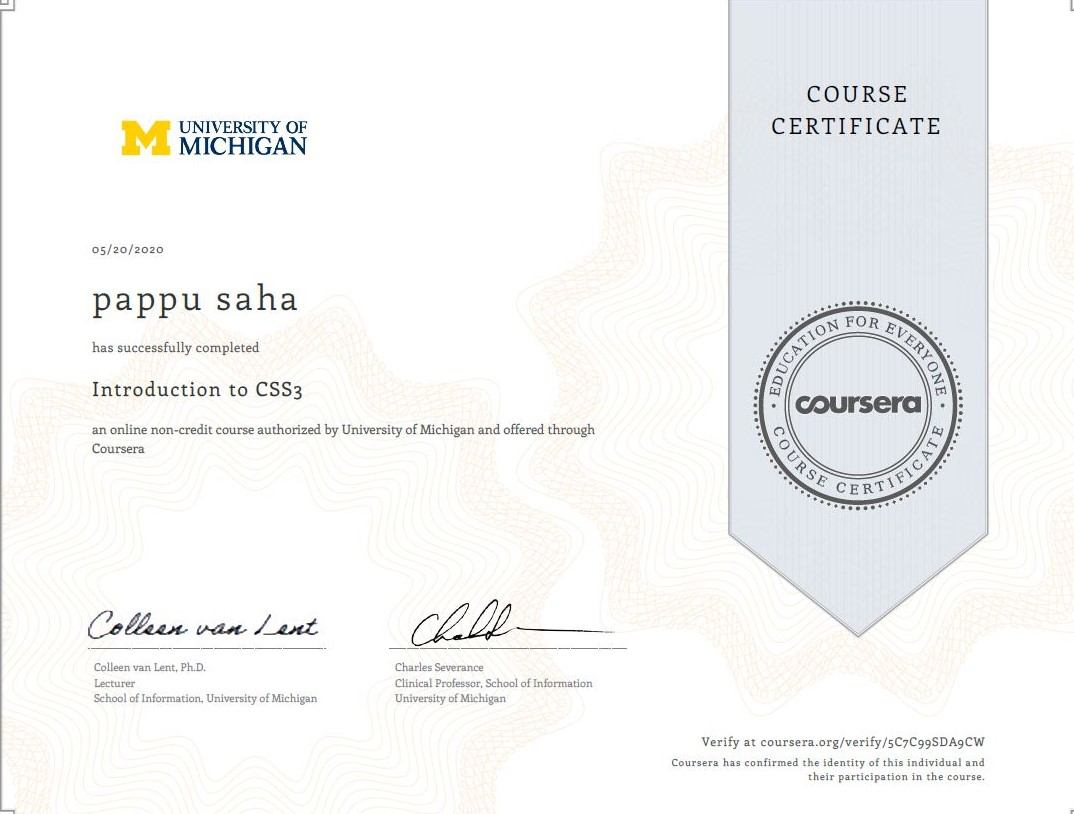 UNIVERSITY OF
MICHIGAN
COURSE
CERTIFICATE
05/20/2020
pappu saha
has successfully completed
Introduction to CSS3
an online non-credit course authorized by University of Michigan and offered through
Coursera
EDUCATION FOR EVERYONE
coursera
COURSE CERTIFICATE
Colleen van Lent
Colleen van Lent, Ph.D.
Lecturer
School of Information, University of Michigan
Charles Severance
Clinical Professor, School of Information
University of Michigan
Verify at coursera.org/verify/5C7C99SDA9CW
Coursera has confirmed the identity of this individual and
their participation in the course.